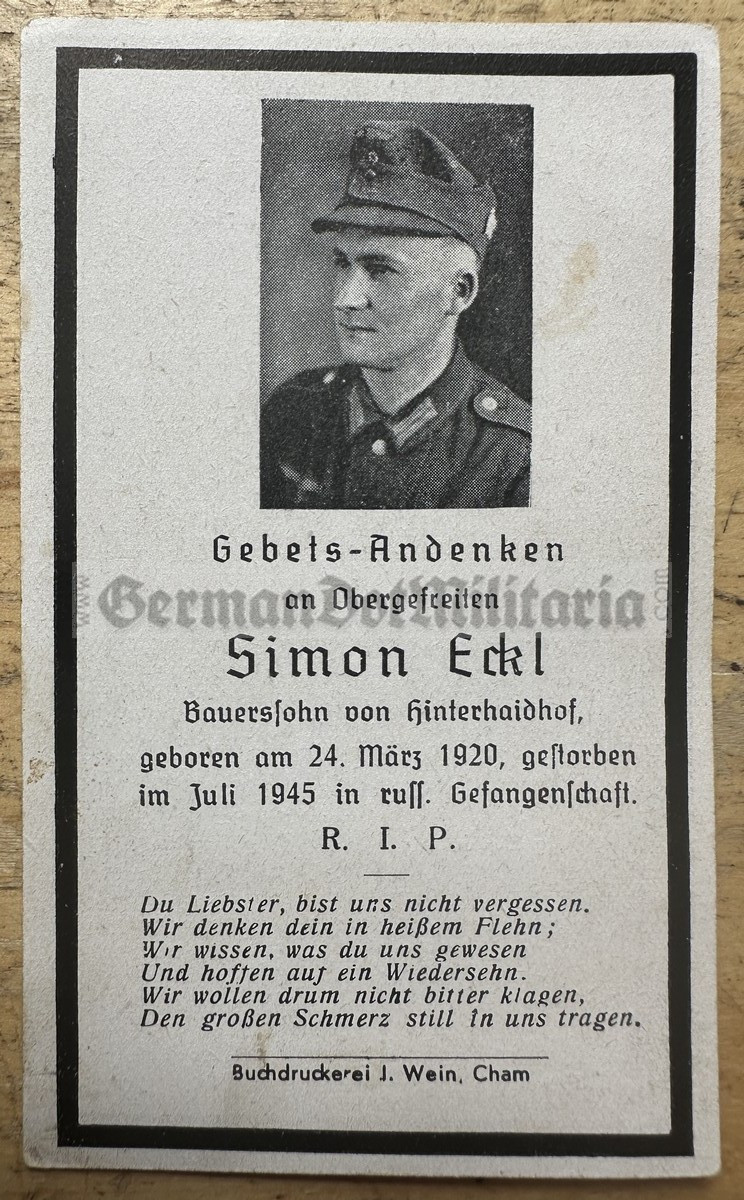 Gebets-Andenken
www.GermanDotMilitaria.com
an Obergefreiten
Simon Eckl
Bauersſohn von Hinterhaidhof,
geboren am 24. März 1920, geſtorben
im Juli 1945 in ruſſ. Gefangenſchaft.
R. I. P.
Du Liebster, bist uns nicht vergessen.
Wir denken dein in heißem Flehn;
Wir wissen, was du uns gewesen
Und hoffen auf ein Wiedersehn.
Wir wollen drum nicht bitter klagen,
Den großen Schmerz still in uns tragen.
Buchdruckerei J. Wein, Cham